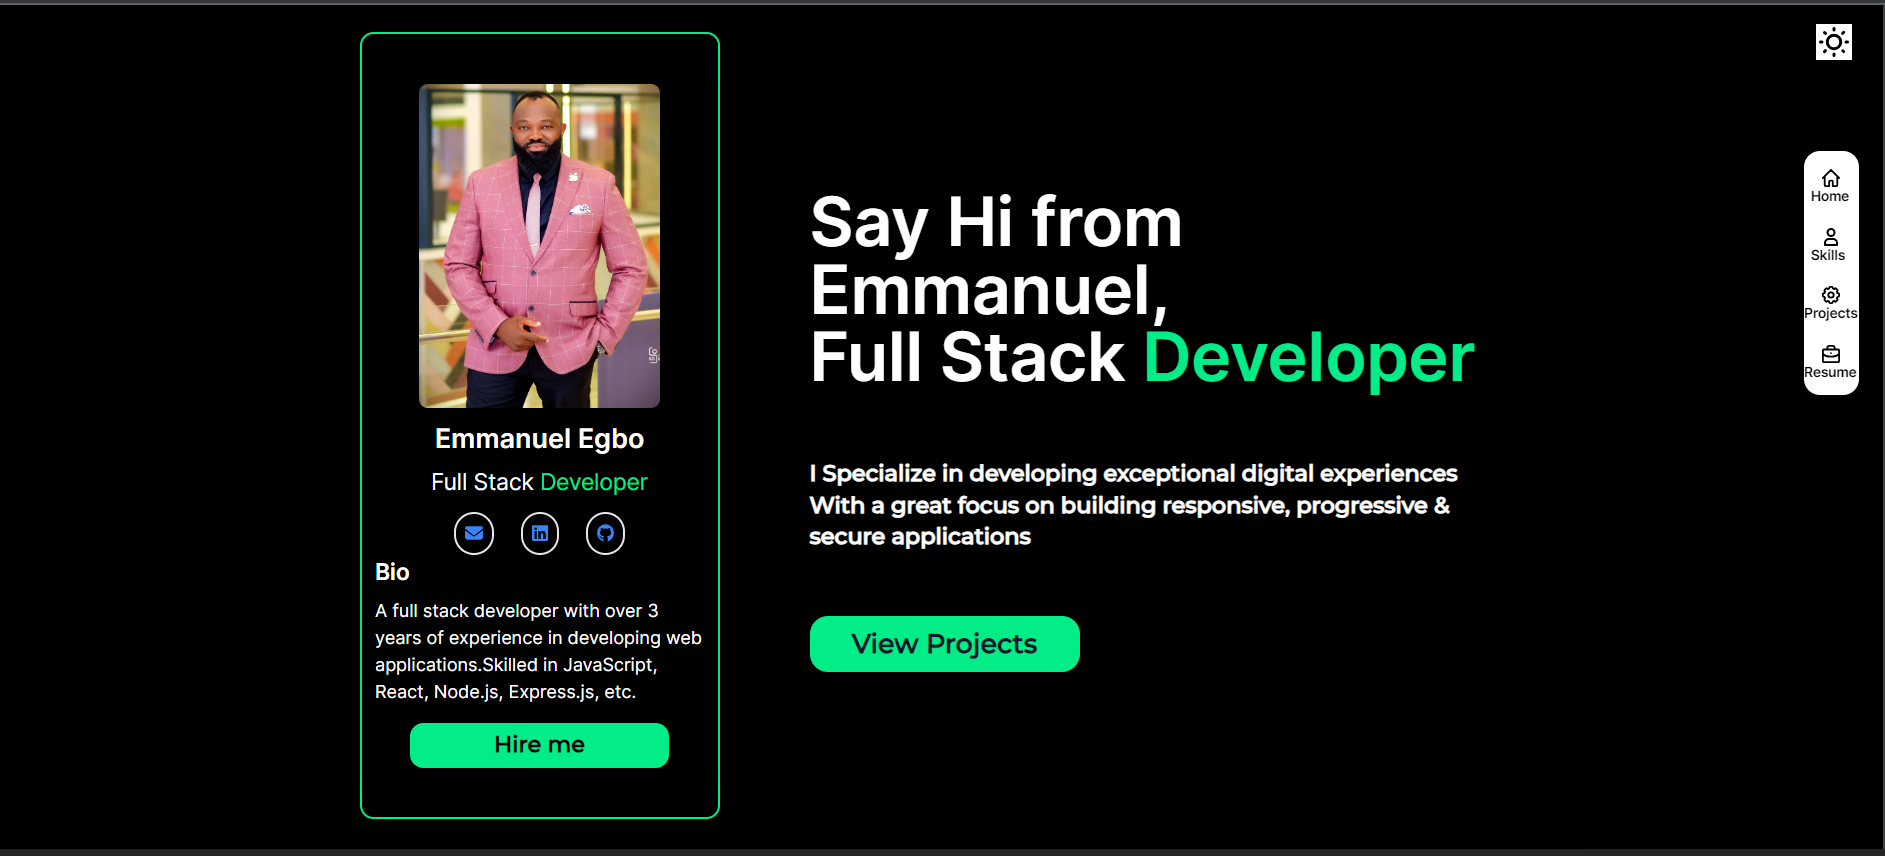 Emmanuel Egbo
Full Stack Developer
Bio
A full stack developer with over 3
years of experience in developing web
applications.Skilled in JavaScript,
React, Node.js, Express.js, etc.
Hire me
Say Hi from
Emmanuel,
Full Stack Developer
I Specialize in developing exceptional digital experiences
With a great focus on building responsive, progressive &
secure applications
View Projects
Home
Skills
Projects
Resume